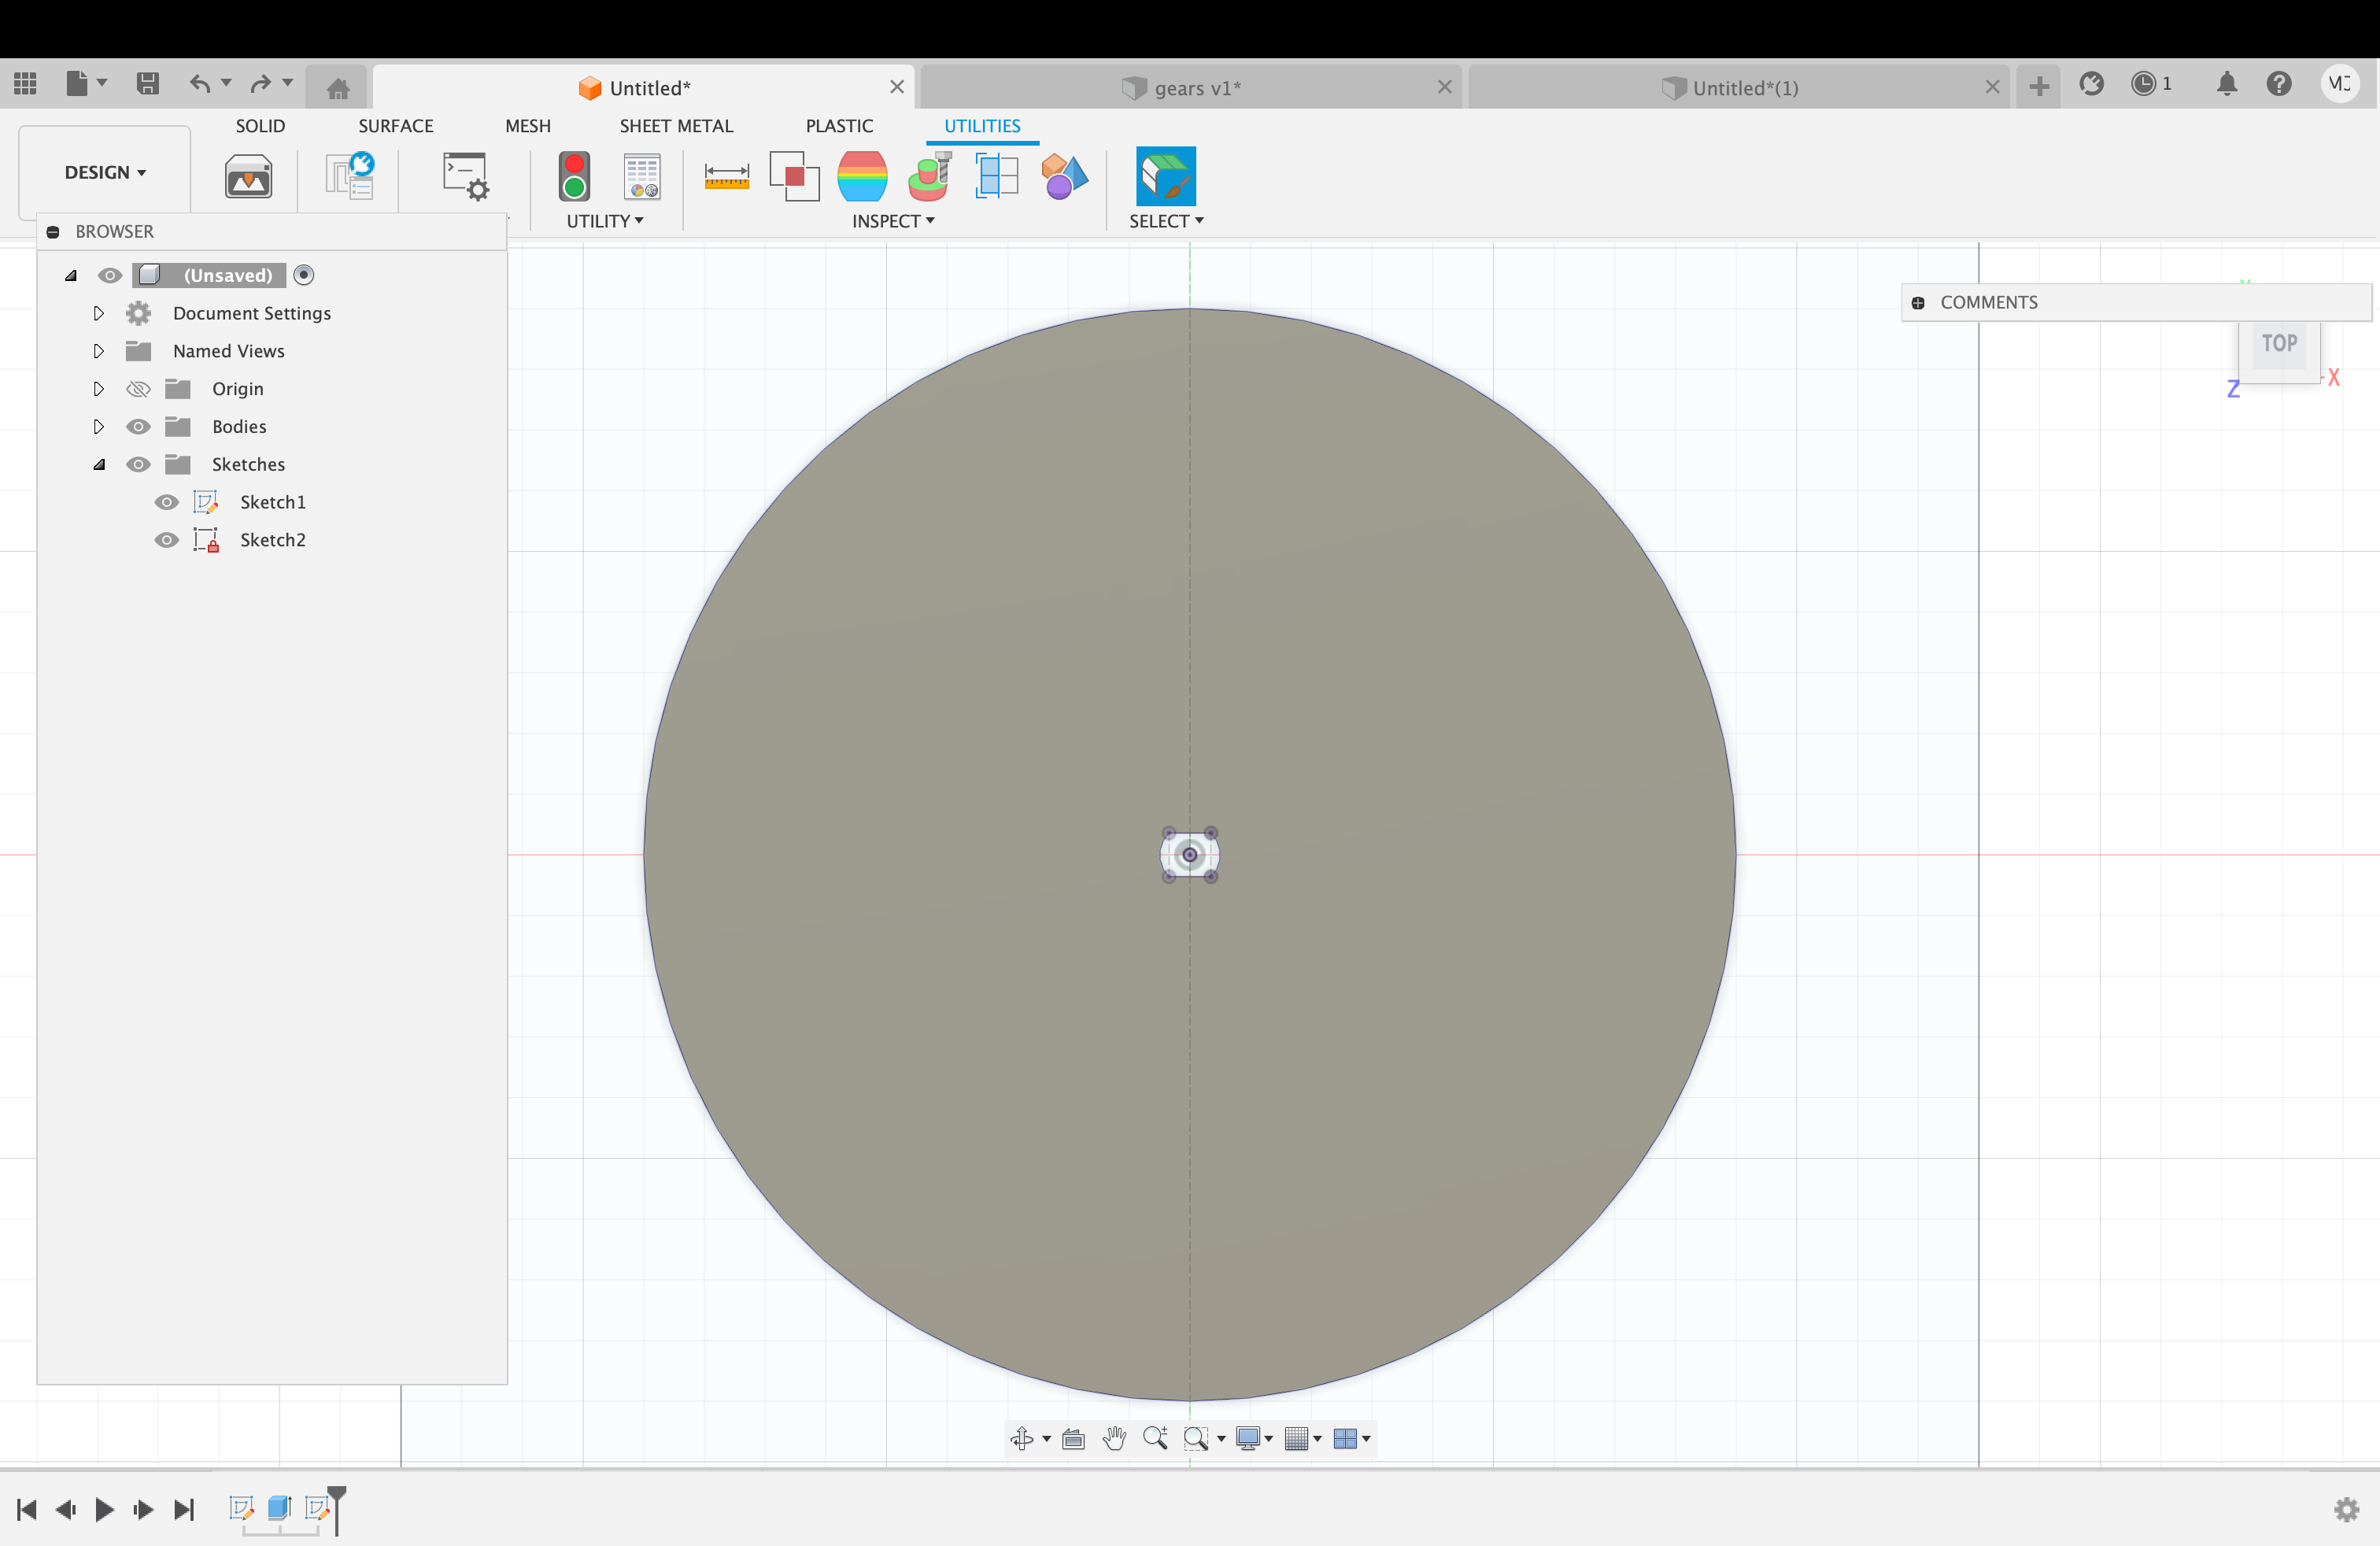 Untitled*
gears v1*
Untitled*(1)
1
MJ
SOLID
SURFACE
MESH
SHEET METAL
PLASTIC
UTILITIES
DESIGN
UTILITY
INSPECT
SELECT
BROWSER
(Unsaved)
Document Settings
Named Views
Origin
Bodies
Sketches
Sketch1
Sketch2
COMMENTS
TOP
X
Z